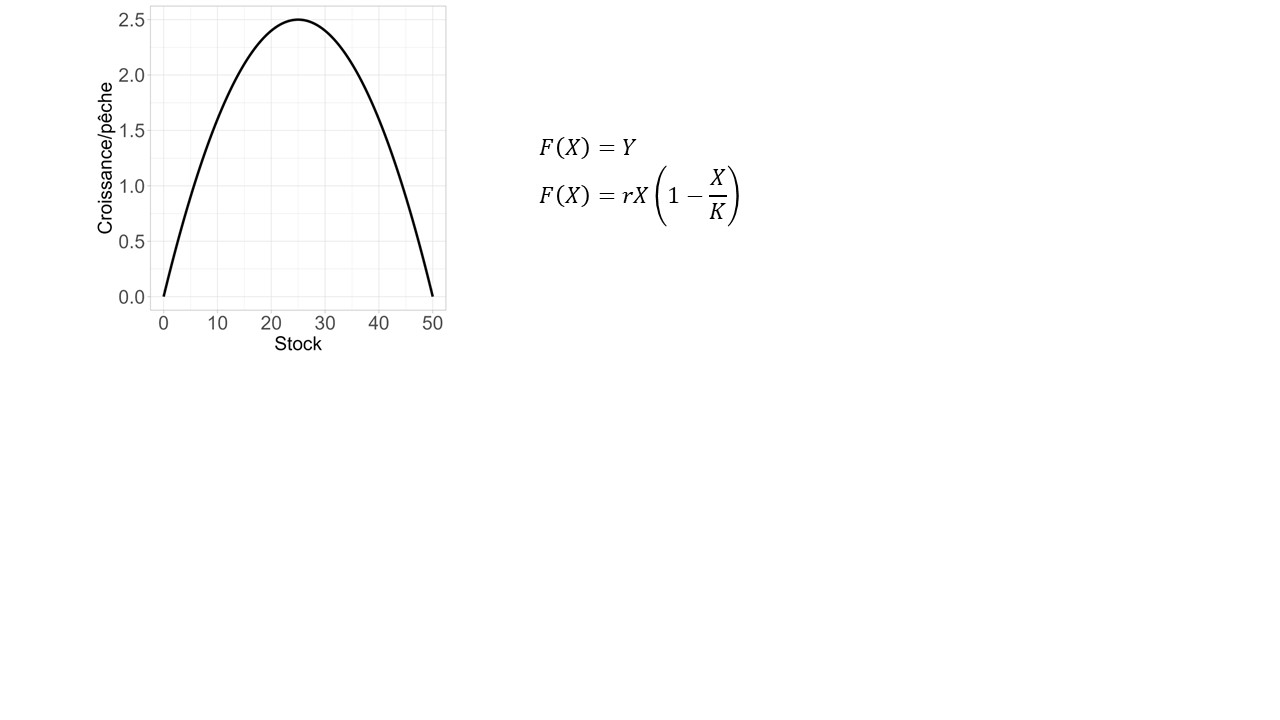 2.5
2.0
1.5
1.0
0.5
0.0
Croissance/pêche
0 10 20 30 40 50
Stock
F(X) = Y
F(X) = rX(1 − X/K)